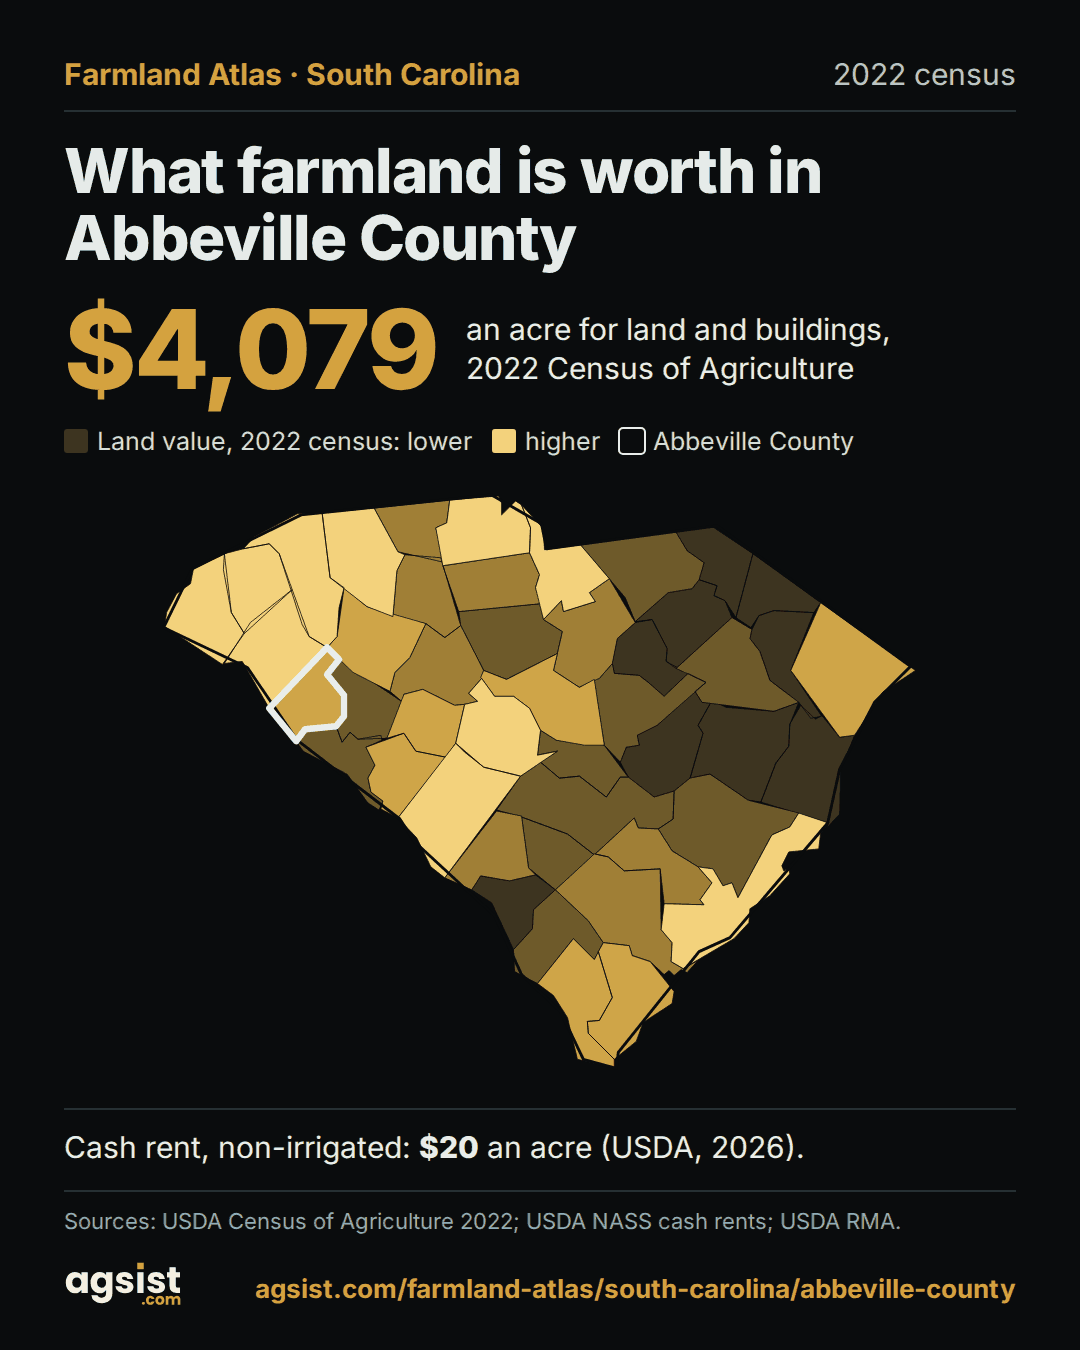 Farmland Atlas · South Carolina
2022 census
What farmland is worth in
Abbeville County
$4,079
an acre for land and buildings,
2022 Census of Agriculture
Land value, 2022 census: lower
higher
Abbeville County
Cash rent, non-irrigated: $20 an acre (USDA, 2026).
Sources: USDA Census of Agriculture 2022; USDA NASS cash rents; USDA RMA.
agsist
.com
agsist.com/farmland-atlas/south-carolina/abbeville-county